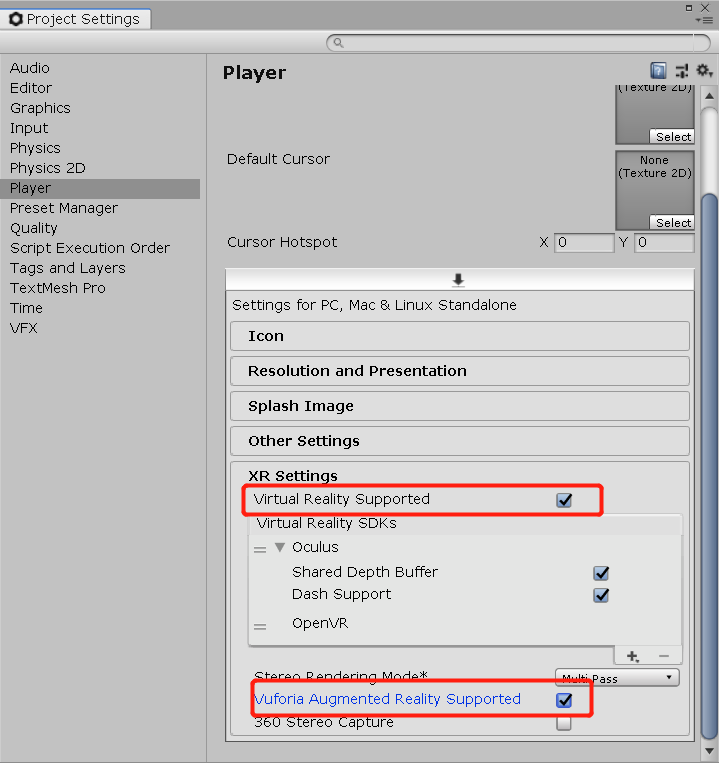 Project Settings
Audio
Editor
Graphics
Input
Physics
Physics 2D
Player
Preset Manager
Quality
Script Execution Order
Tags and Layers
TextMesh Pro
Time
VFX
Player
(Texture 2D)
Select
Default Cursor
None
(Texture 2D)
Select
Cursor Hotspot X 0 Y 0
Settings for PC, Mac & Linux Standalone
Icon
Resolution and Presentation
Splash Image
Other Settings
XR Settings
Virtual Reality Supported
Virtual Reality SDKs
Oculus
Shared Depth Buffer
Dash Support
OpenVR
Stereo Rendering Mode* Multi Pass
Vuforia Augmented Reality Supported
360 Stereo Capture